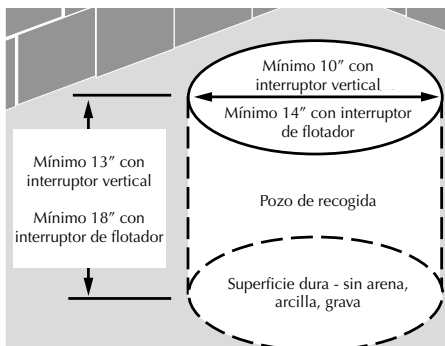 Mínimo 10” con
interruptor vertical
Mínimo 14” con interruptor
de flotador
Mínimo 13” con
interruptor vertical
Mínimo 18” con
interruptor de flotador
Pozo de recogida
Superficie dura - sin arena,
arcilla, grava